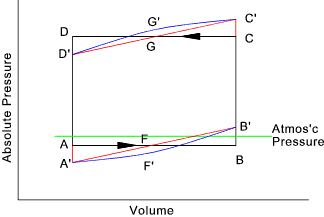 G'
C'
D
G
C
D'
Absolute Pressure
Atmos'c
Pressure
B'
A
F
A'
F'
B
Volume